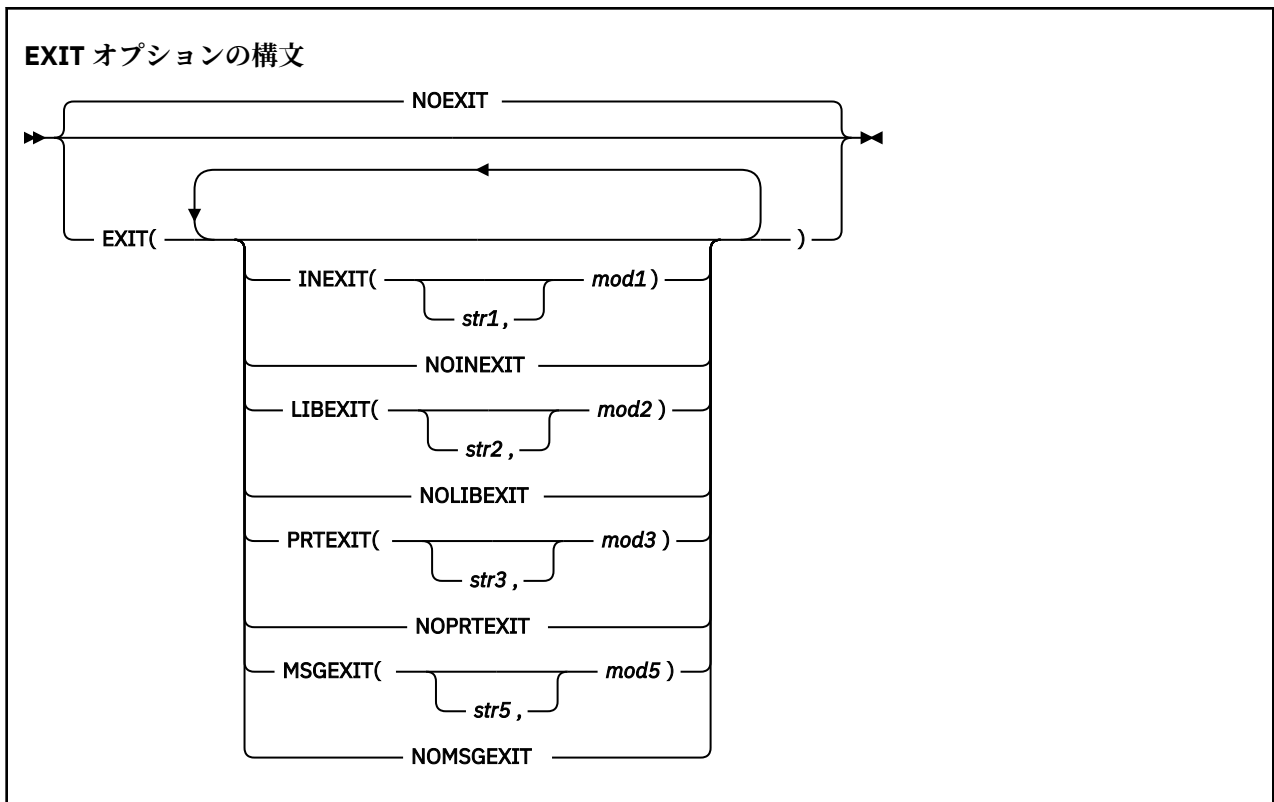 EXIT オプションの構文
NOEXIT
EXIT( )
INEXIT( mod1 )
str1 ,
NOINEXIT
LIBEXIT( mod2 )
str2 ,
NOLIBEXIT
PRTEXIT( mod3 )
str3 ,
NOPRTEXIT
MSGEXIT( mod5 )
str5 ,
NOMSGEXIT